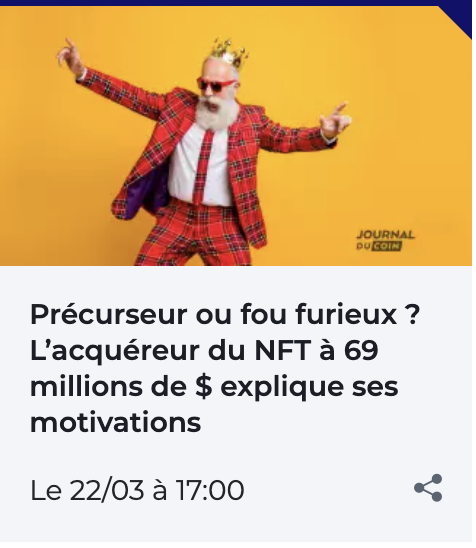 JOURNAL
DU COIN
Précurseur ou fou furieux ?
L’acquéreur du NFT à 69
millions de $ explique ses
motivations
Le 22/03 à 17:00